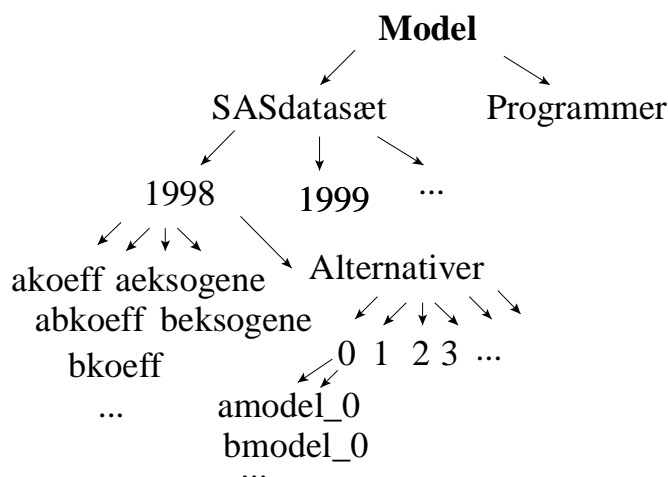 Model
SASdatasæt Programmer
1998 1999 ...
akoeff aeksogene Alternativer
abkoeff beksogene
bkoeff 0 1 2 3 ...
... amodel_0
bmodel_0
...